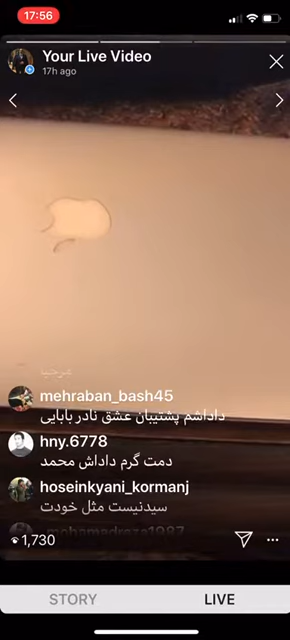 17:56
Your Live Video
17h ago
مرحبا
mehraban_bash45
داداشم پشتیبان عشق نادر بابایی
hny.6778
دمت گرم داداش محمد
hoseinkyani_kormanj
سیدنیست مثل خودت
mohamadreza1987
1,730
STORY
LIVE